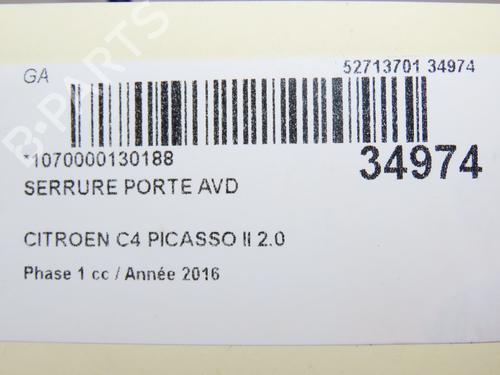 GA
52713701 34974
*1070000130188
34974
SERRURE PORTE AVD
CITROEN C4 PICASSO II 2.0
Phase 1 cc / Année 2016
B-PARTS